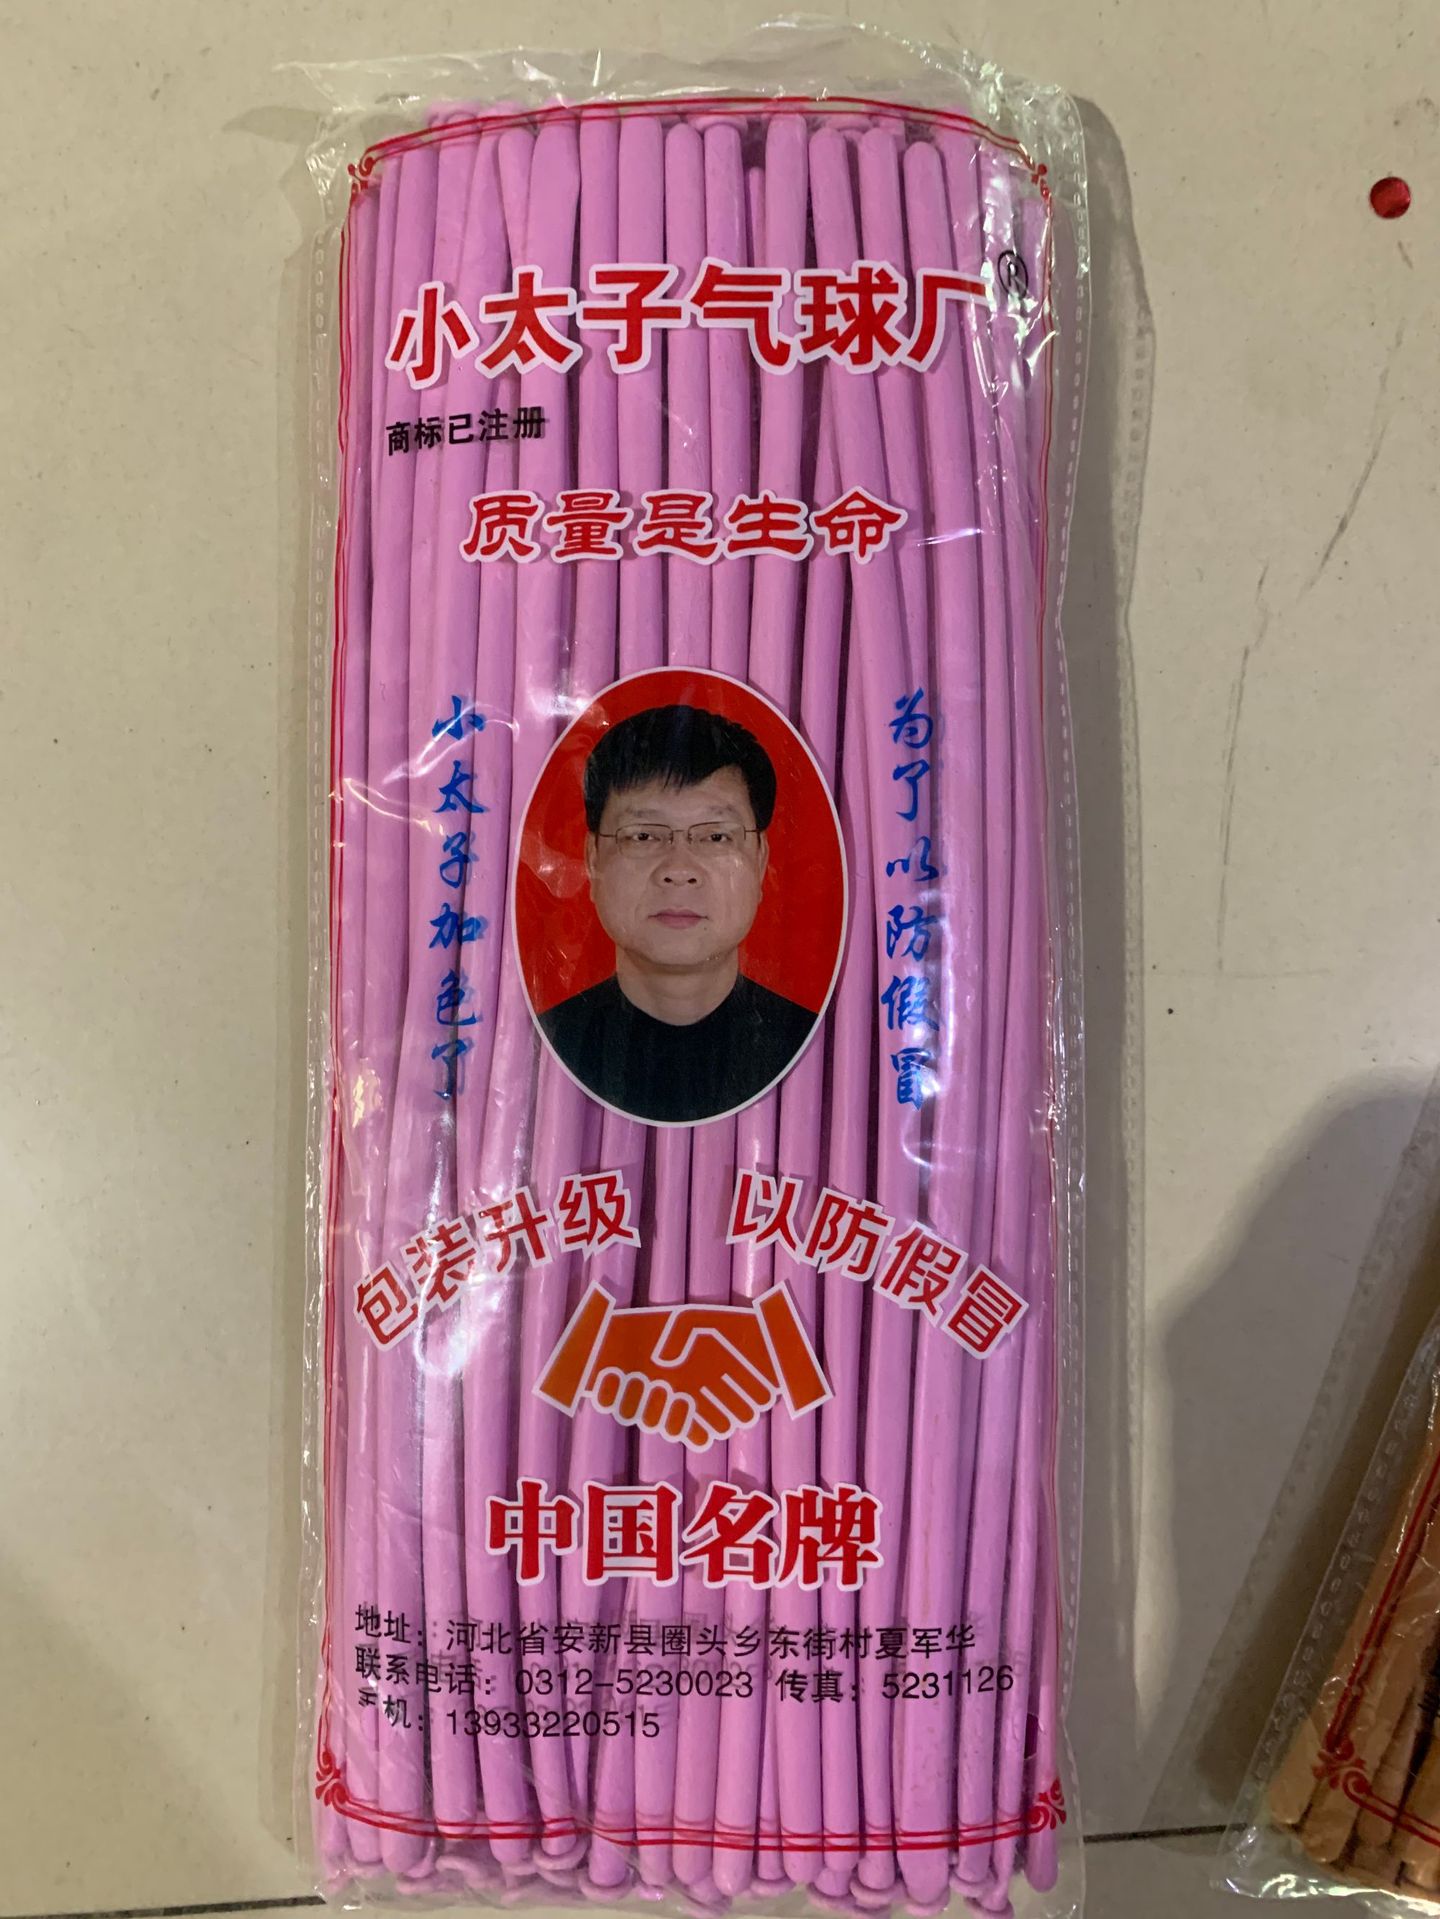 小太子气球厂®
商标已注册
质量是生命
小太子加色了
为了以防假冒
包装升级 以防假冒
中国名牌
地址：河北省安新县圈头乡东街村夏军华
联系电话：0312-5230023 传真：5231126
手机：13933220515